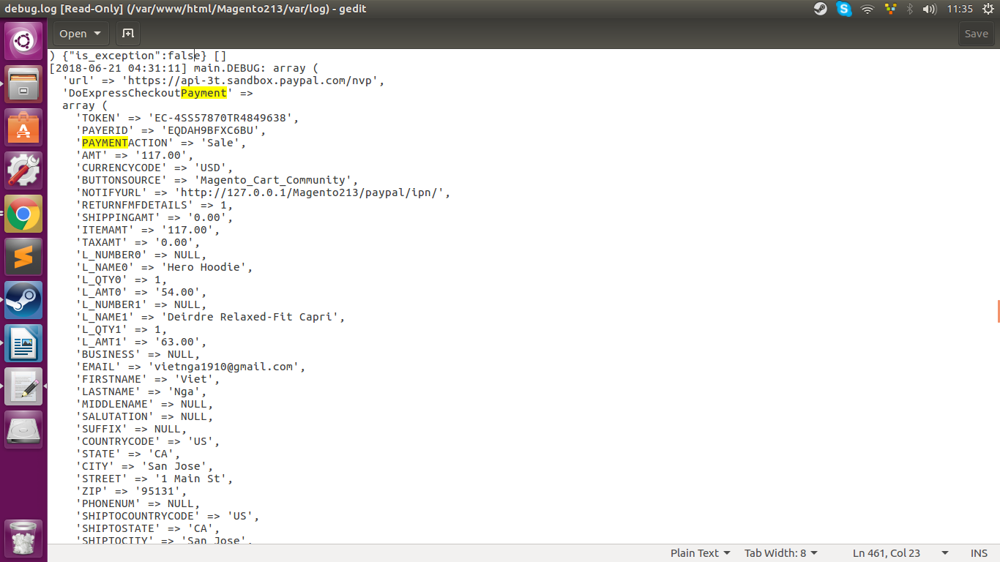 debug.log [Read-Only] (/var/www/html/Magento213/var/log) - gedit
11:35
Open
Save
) {"is_exception":false} []
[2018-06-21 04:31:11] main.DEBUG: array (
  'url' => 'https://api-3t.sandbox.paypal.com/nvp',
  'DoExpressCheckoutPayment' =>
  array (
    'TOKEN' => 'EC-4SS57870TR4849638',
    'PAYERID' => 'EQDAH9BFXC6BU',
    'PAYMENTACTION' => 'Sale',
    'AMT' => '117.00',
    'CURRENCYCODE' => 'USD',
    'BUTTONSOURCE' => 'Magento_Cart_Community',
    'NOTIFYURL' => 'http://127.0.0.1/Magento213/paypal/ipn/',
    'RETURNFMFDETAILS' => 1,
    'SHIPPINGAMT' => '0.00',
    'ITEMAMT' => '117.00',
    'TAXAMT' => '0.00',
    'L_NUMBER0' => NULL,
    'L_NAME0' => 'Hero Hoodie',
    'L_QTY0' => 1,
    'L_AMT0' => '54.00',
    'L_NUMBER1' => NULL,
    'L_NAME1' => 'Deirdre Relaxed-Fit Capri',
    'L_QTY1' => 1,
    'L_AMT1' => '63.00',
    'BUSINESS' => NULL,
    'EMAIL' => 'vietnga1910@gmail.com',
    'FIRSTNAME' => 'Viet',
    'LASTNAME' => 'Nga',
    'MIDDLENAME' => NULL,
    'SALUTATION' => NULL,
    'SUFFIX' => NULL,
    'COUNTRYCODE' => 'US',
    'STATE' => 'CA',
    'CITY' => 'San Jose',
    'STREET' => '1 Main St',
    'ZIP' => '95131',
    'PHONENUM' => NULL,
    'SHIPTOCOUNTRYCODE' => 'US',
    'SHIPTOSTATE' => 'CA',
    'SHIPTOCITY' => 'San Jose',
Plain Text
Tab Width: 8
Ln 461, Col 23
INS